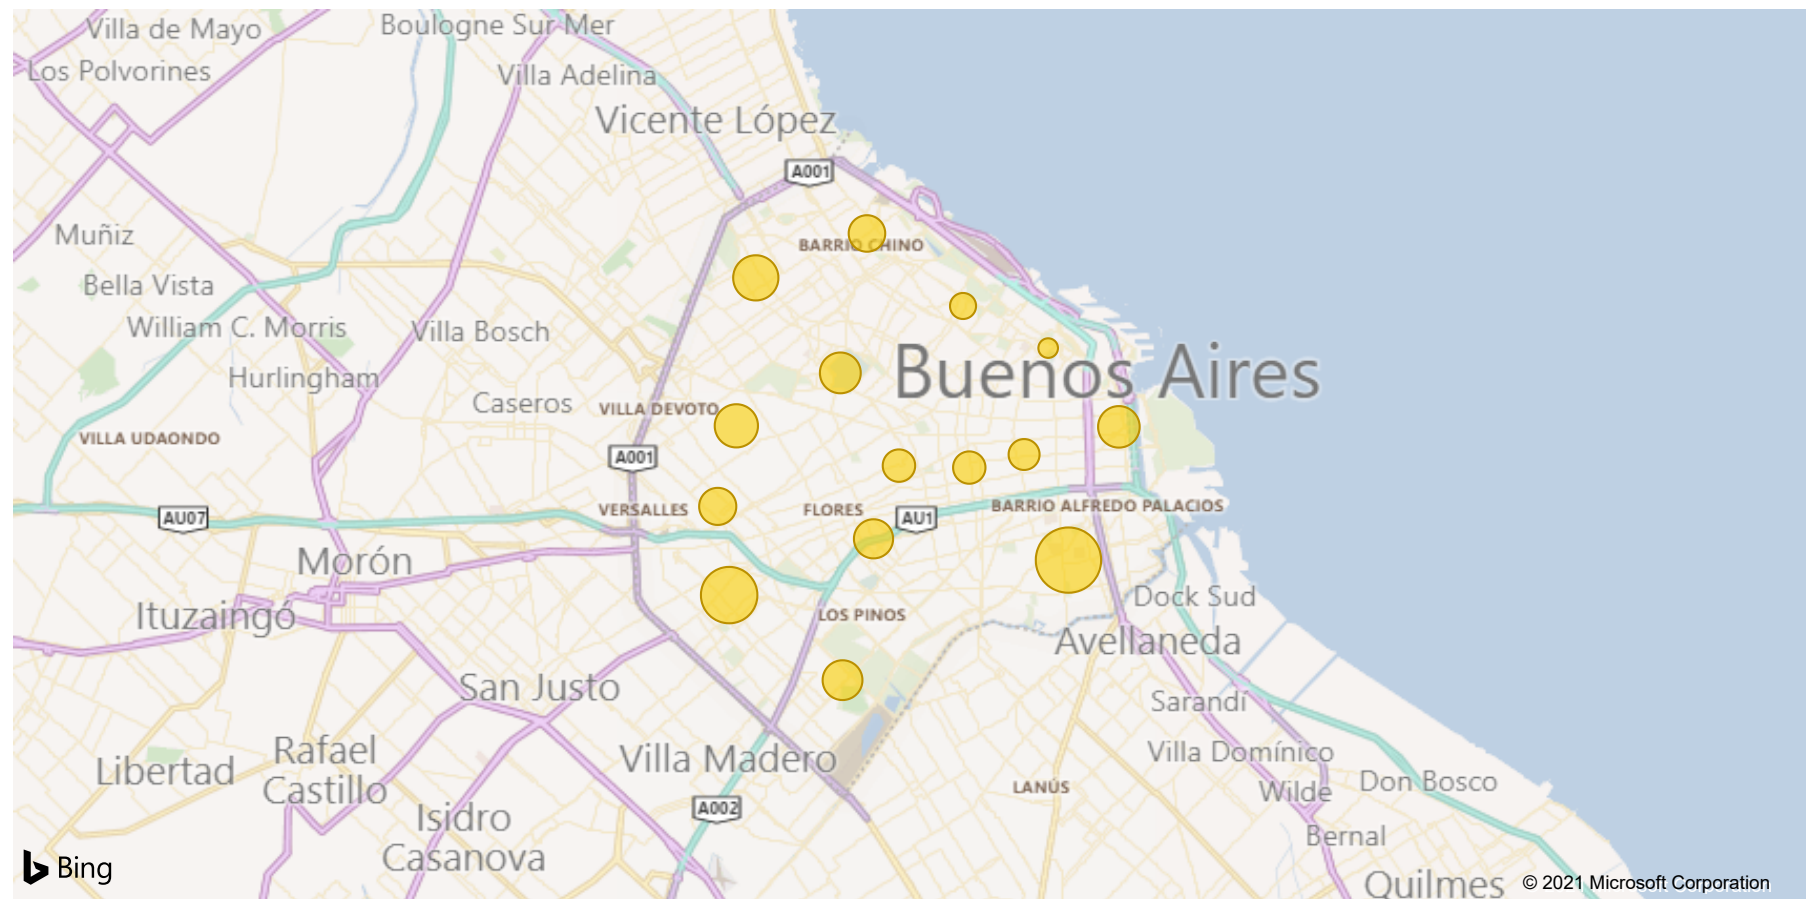 Boulogne Sur Mer
Villa de Mayo
Los Polvorines
Villa Adelina
Vicente López
A001
Muñiz
BARRIO CHINO
Bella Vista
William C. Morris
Villa Bosch
Buenos Aires
Hurlingham
Caseros
VILLA DEVOTO
VILLA UDAONDO
A001
VERSALLES
FLORES
BARRIO ALFREDO PALACIOS
AU07
AU1
Morón
Dock Sud
Ituzaingó
LOS PINOS
Avellaneda
San Justo
Sarandí
Rafael
Castillo
Villa Madero
Villa Domínico
Libertad
Don Bosco
LANÚS
Wilde
A002
Isidro
Casanova
Bernal
Bing
Quilmes
© 2021 Microsoft Corporation